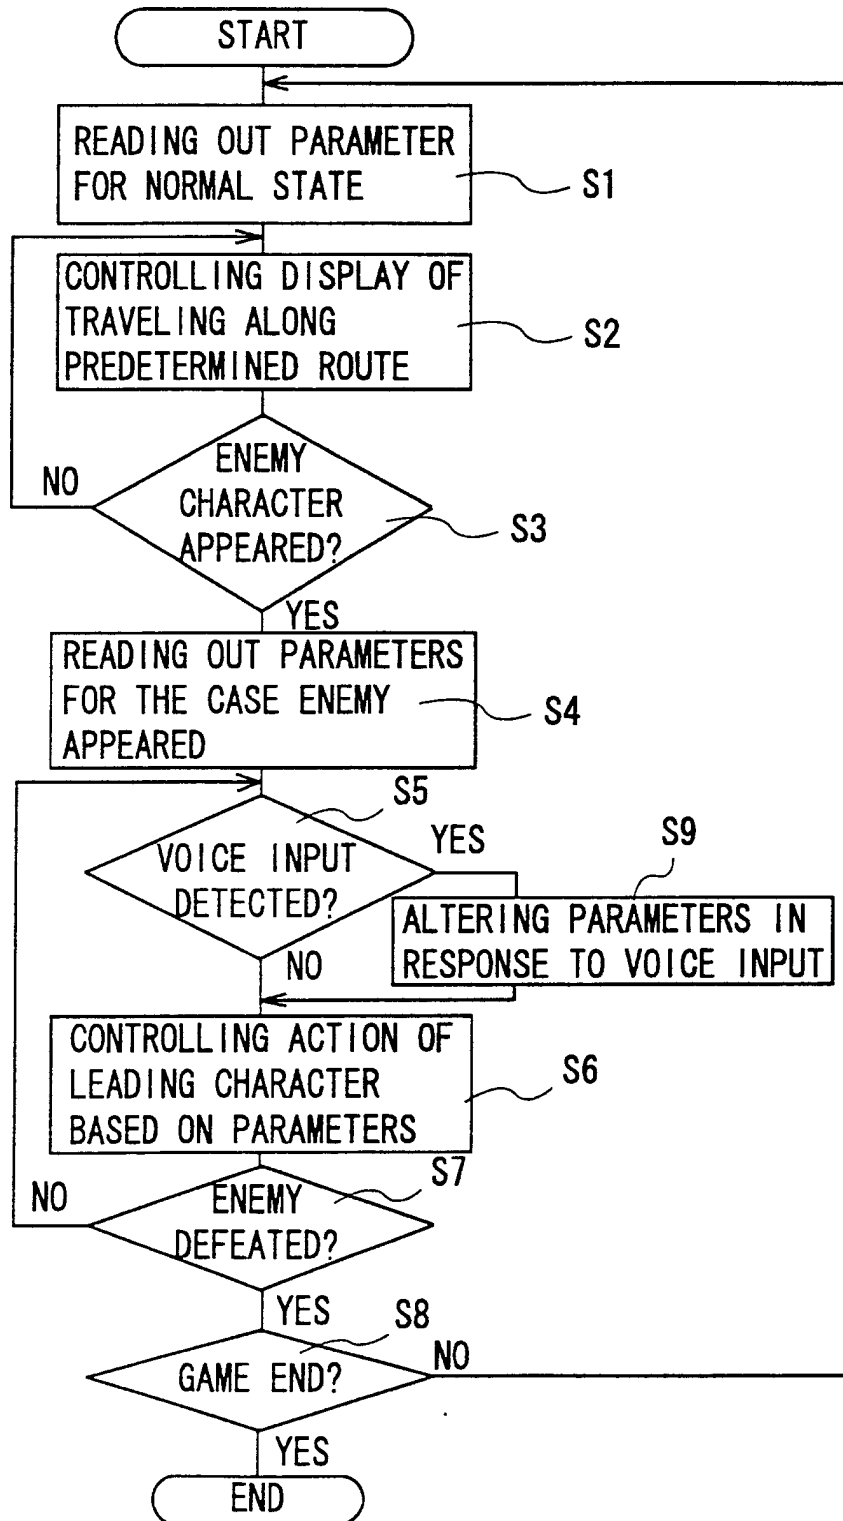 START
READING OUT PARAMETER
FOR NORMAL STATE
S1
CONTROLLING DISPLAY OF
TRAVELING ALONG
PREDETERMINED ROUTE
S2
ENEMY
CHARACTER
APPEARED?
NO
S3
YES
READING OUT PARAMETERS
FOR THE CASE ENEMY
APPEARED
S4
S5
VOICE INPUT
DETECTED?
YES
S9
ALTERING PARAMETERS IN
RESPONSE TO VOICE INPUT
NO
CONTROLLING ACTION OF
LEADING CHARACTER
BASED ON PARAMETERS
S6
S7
ENEMY
DEFEATED?
NO
YES
S8
GAME END?
NO
YES
END